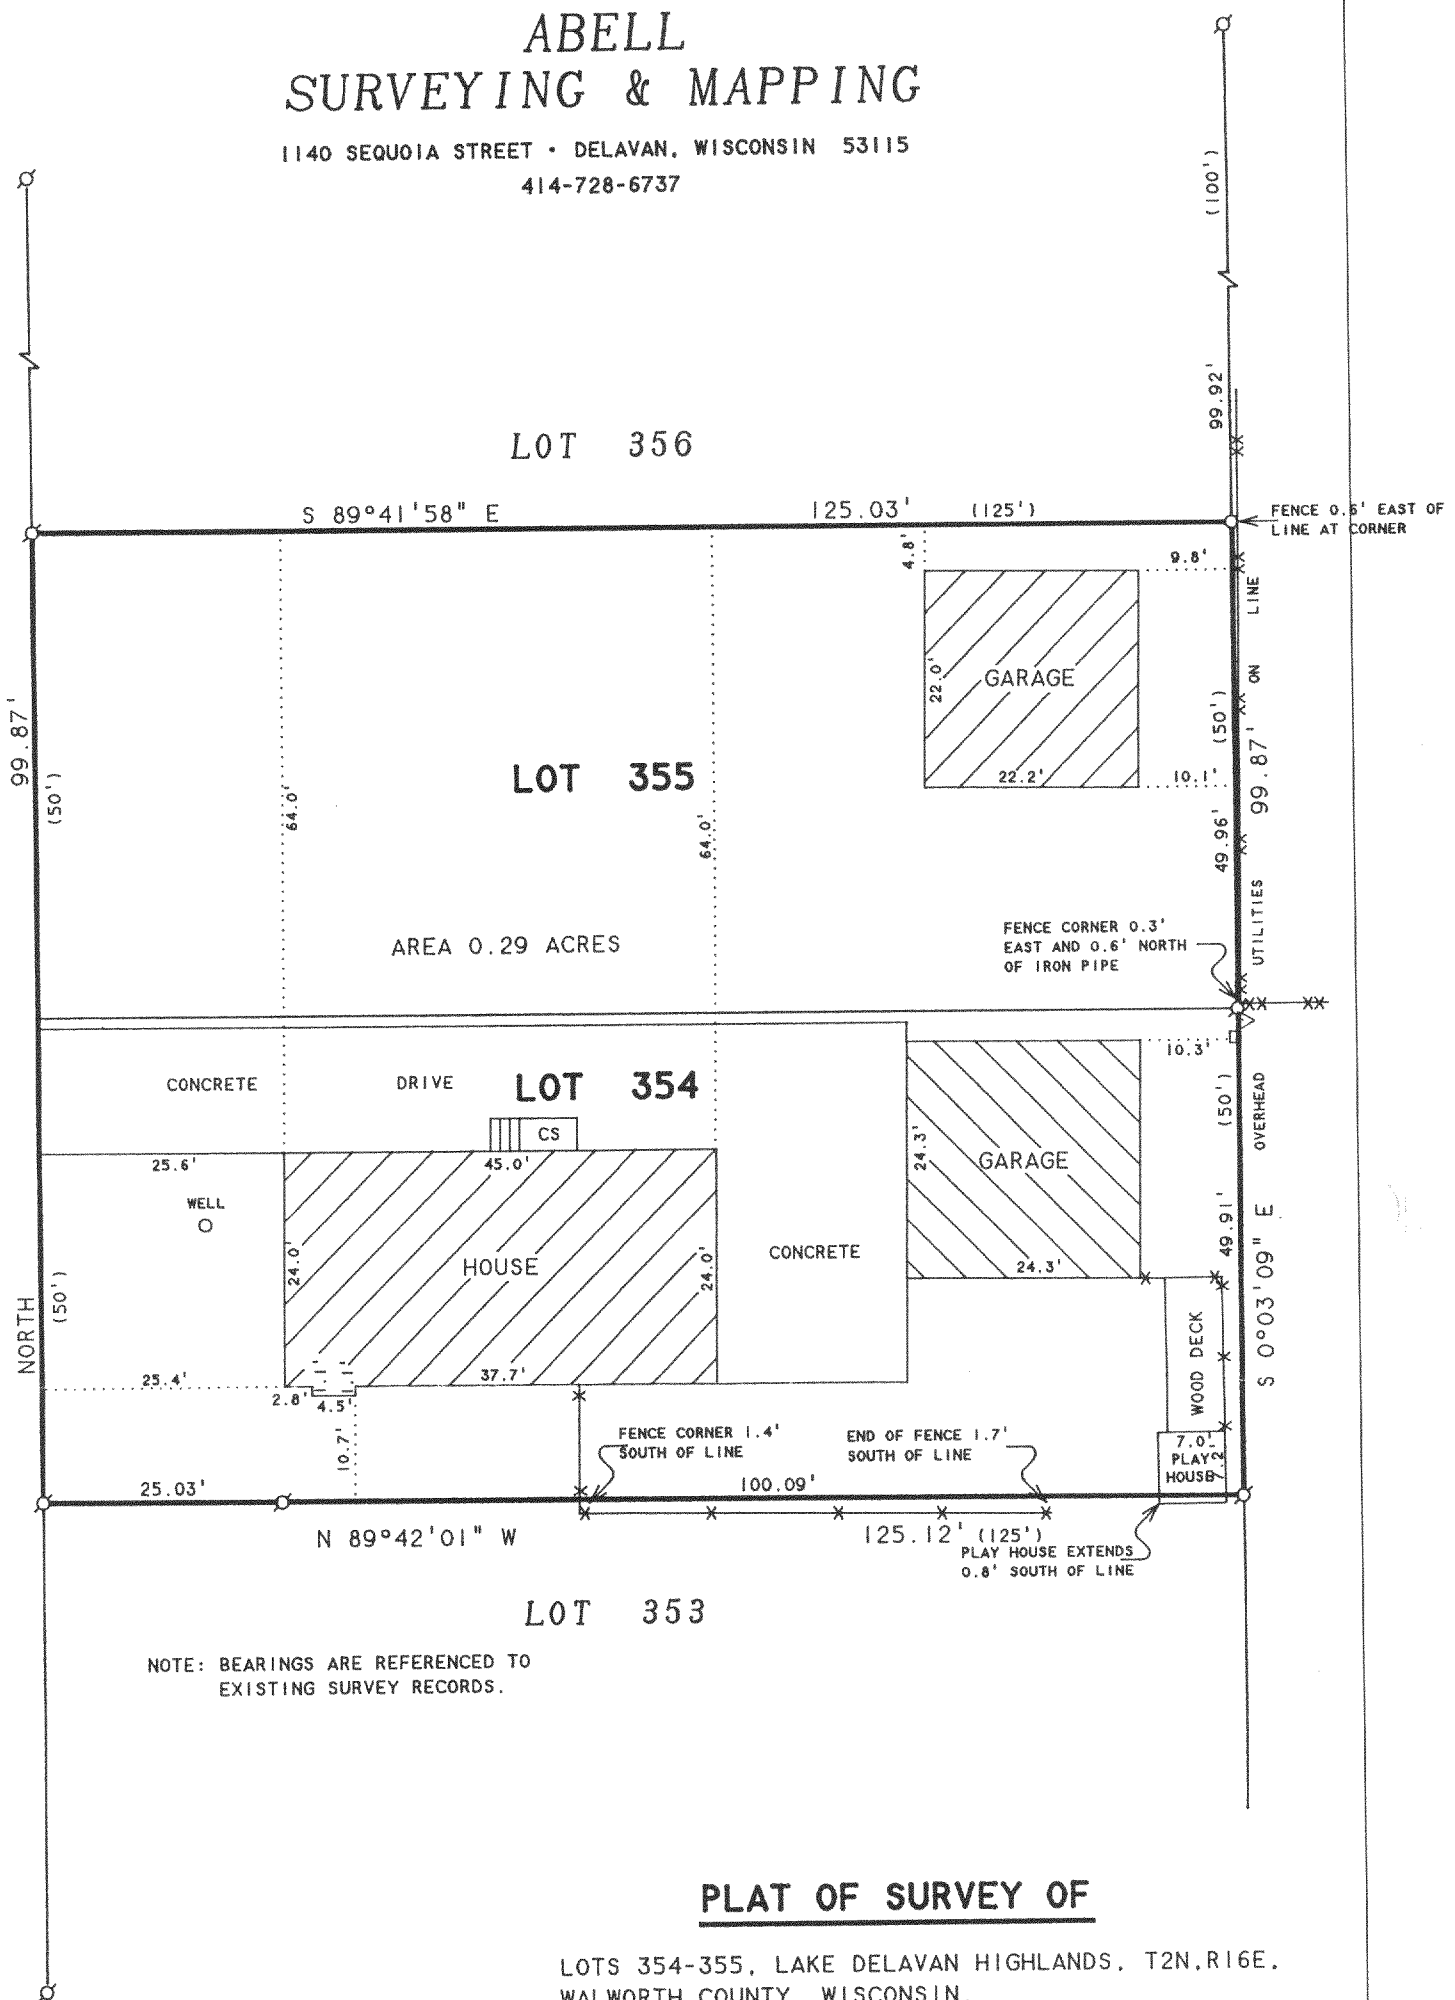 ABELL
SURVEYING & MAPPING
1140 SEQUOIA STREET • DELAVAN, WISCONSIN 53115
414-728-6737
(100')
99.92'
LOT 356
S 89°41'58" E
125.03' (125')
FENCE 0.6' EAST OF
LINE AT CORNER
4.8'
9.8'
GARAGE
22.0'
22.2'
10.1'
LINE
ON
(50')
99.87'
49.96'
99.87'
(50')
LOT 355
64.0'
64.0'
AREA 0.29 ACRES
FENCE CORNER 0.3'
EAST AND 0.6' NORTH
OF IRON PIPE
UTILITIES
10.3'
CONCRETE DRIVE
LOT 354
CS
25.6'
45.0'
WELL
24.0'
HOUSE
24.0'
CONCRETE
24.3'
GARAGE
24.3'
(50')
OVERHEAD
49.91'
S 0°03'09" E
NORTH
(50')
25.4'
37.7'
2.8'
4.5'
10.7'
WOOD DECK
7.0'
PLAY
HOUSE
7.2'
FENCE CORNER 1.4'
SOUTH OF LINE
END OF FENCE 1.7'
SOUTH OF LINE
25.03'
100.09'
N 89°42'01" W
125.12' (125')
PLAY HOUSE EXTENDS
0.8' SOUTH OF LINE
LOT 353
NOTE: BEARINGS ARE REFERENCED TO
EXISTING SURVEY RECORDS.
PLAT OF SURVEY OF
LOTS 354-355, LAKE DELAVAN HIGHLANDS, T2N,R16E,
WALWORTH COUNTY, WISCONSIN.